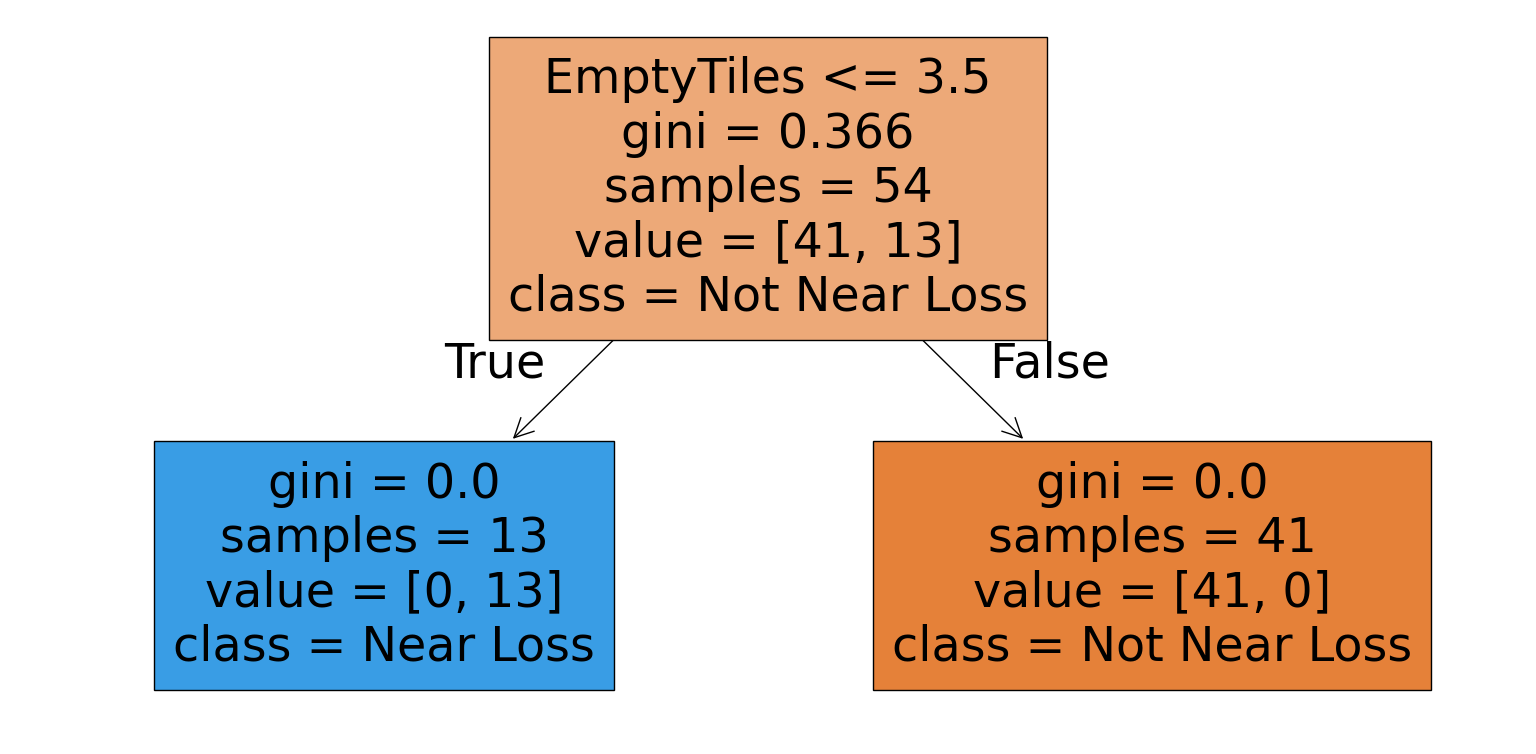 EmptyTiles <= 3.5
gini = 0.366
samples = 54
value = [41, 13]
class = Not Near Loss
True
False
gini = 0.0
samples = 13
value = [0, 13]
class = Near Loss
gini = 0.0
samples = 41
value = [41, 0]
class = Not Near Loss